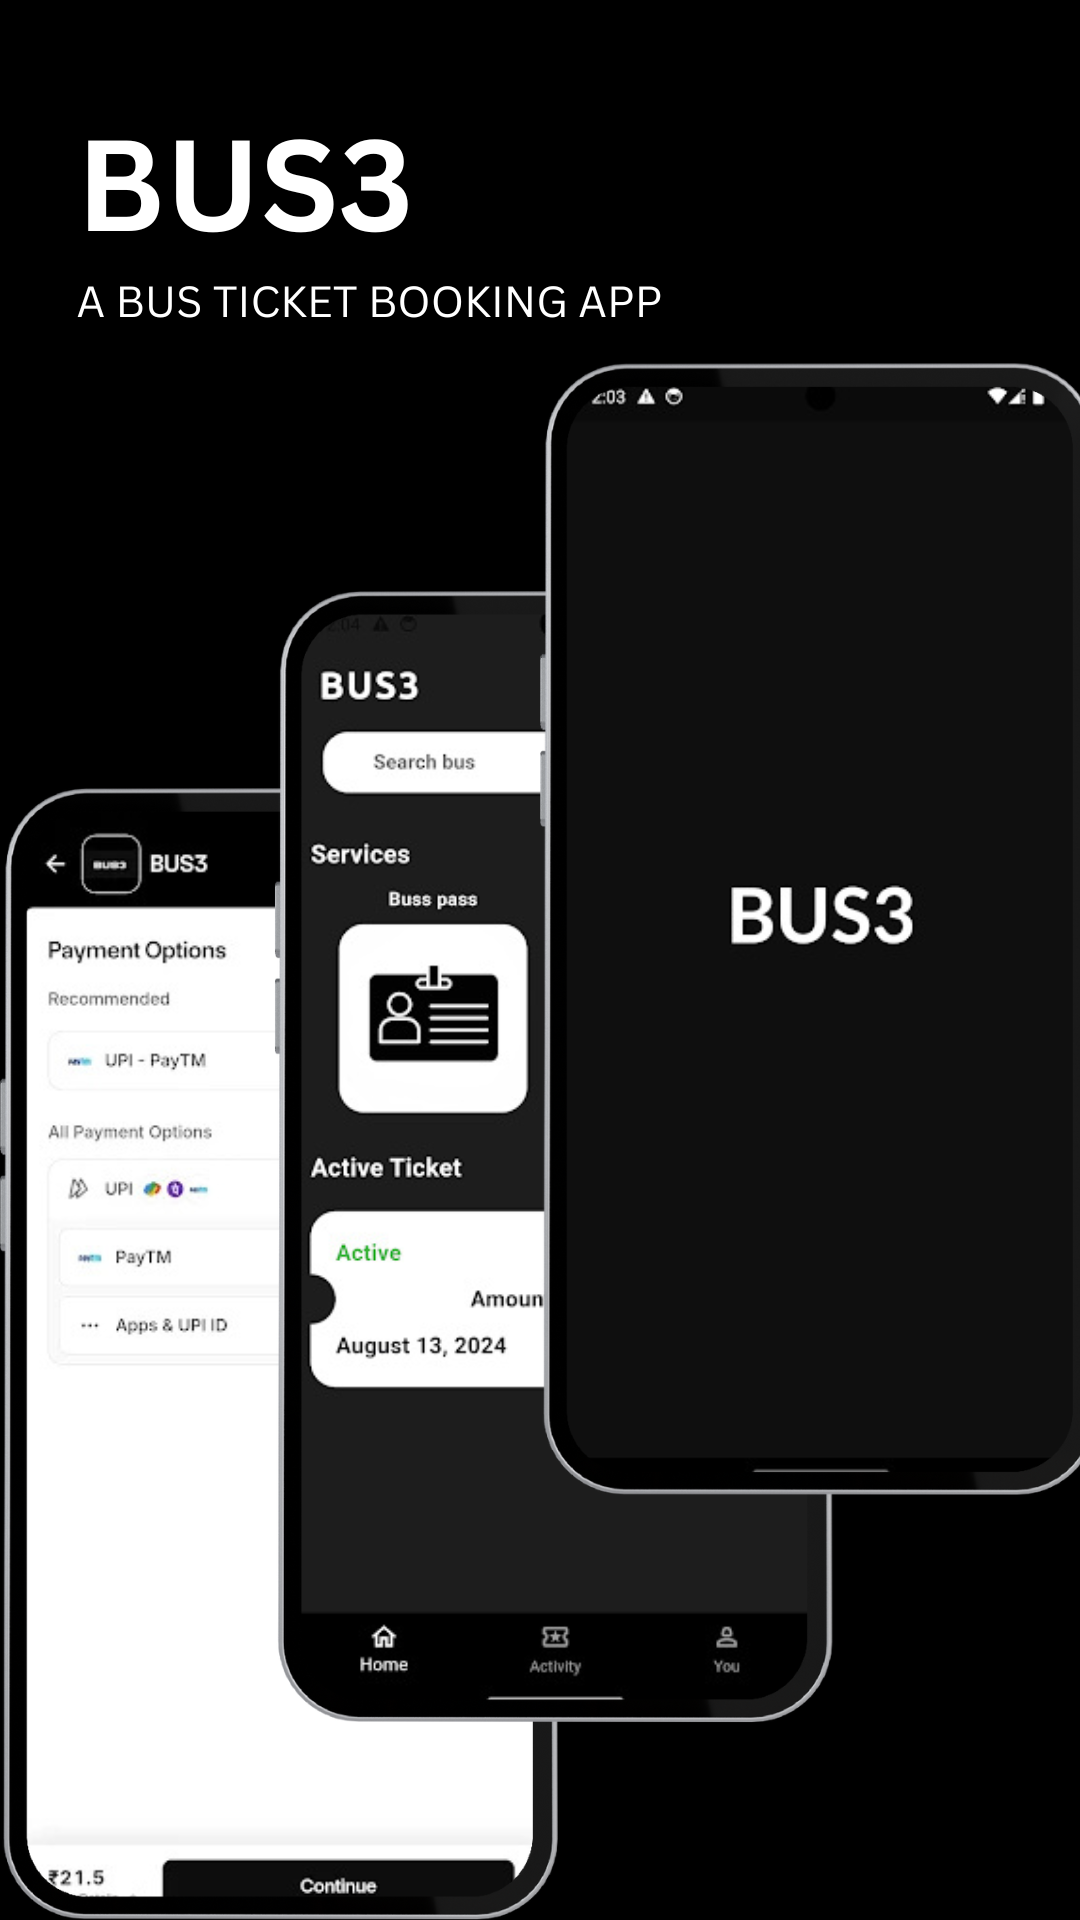 BUS3
A BUS TICKET BOOKING APP
2:03
BUS3
:04
BUS3
Search bus
Services
Buss pass
Active Ticket
Active
Amoun
August 13, 2024
Home
Activity
You
BUS3
BUS3
Payment Options
Recommended
UPI - PayTM
All Payment Options
UPI
PayTM
Apps & UPI ID
₹21.5
Continue